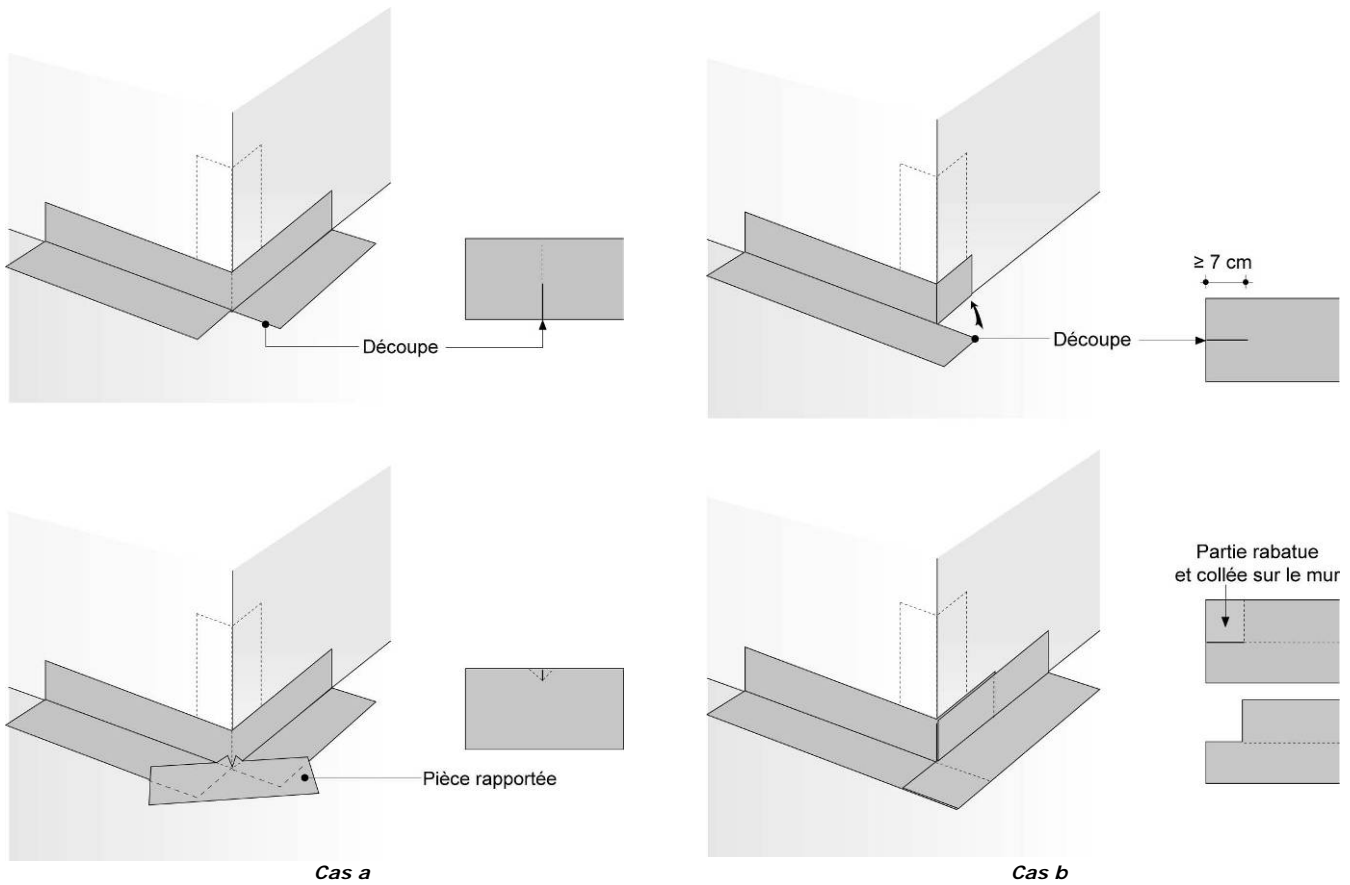 Découpe
≥ 7 cm
Découpe
Pièce rapportée
Partie rabatue
et collée sur le mur
Cas a
Cas b